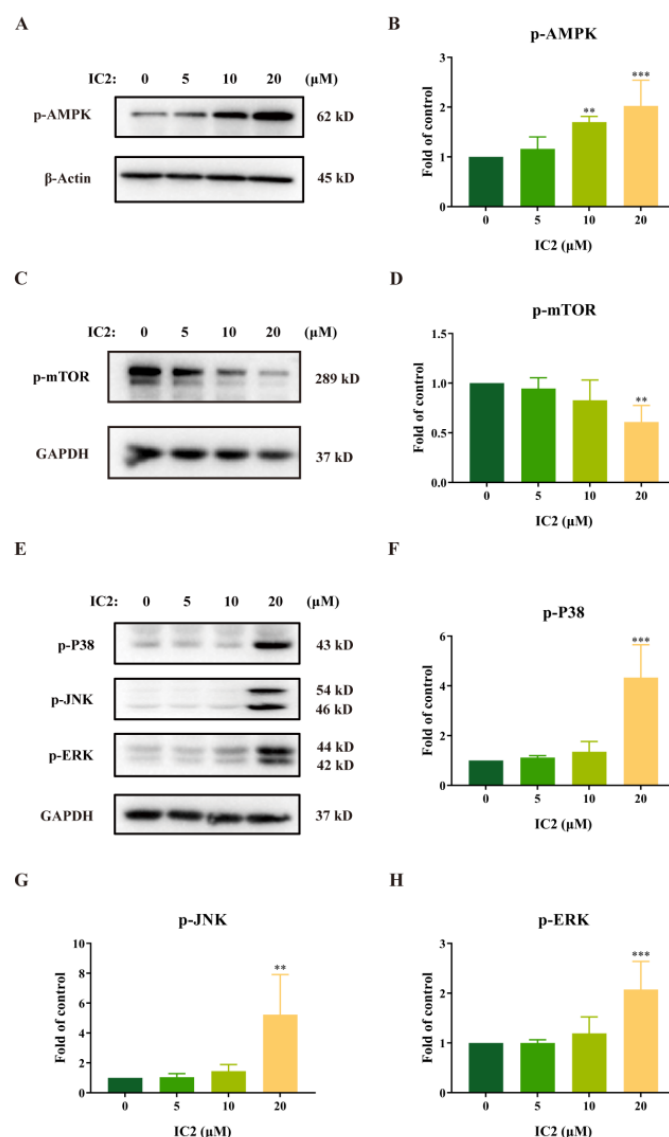 A
IC2: 0 5 10 20 (μM)
p-AMPK 62 kD
β-Actin 45 kD
B
p-AMPK
Fold of control
3
2
1
0
** ***
0 5 10 20
IC2 (μM)
C
IC2: 0 5 10 20 (μM)
p-mTOR 289 kD
GAPDH 37 kD
D
p-mTOR
Fold of control
1.5
1.0
0.5
0.0
**
0 5 10 20
IC2 (μM)
E
IC2: 0 5 10 20 (μM)
p-P38 43 kD
p-JNK 54 kD
46 kD
p-ERK 44 kD
42 kD
GAPDH 37 kD
F
p-P38
Fold of control
6
4
2
0
***
0 5 10 20
IC2 (μM)
G
p-JNK
Fold of control
10
8
6
4
2
0
**
0 5 10 20
IC2 (μM)
H
p-ERK
Fold of control
3
2
1
0
***
0 5 10 20
IC2 (μM)